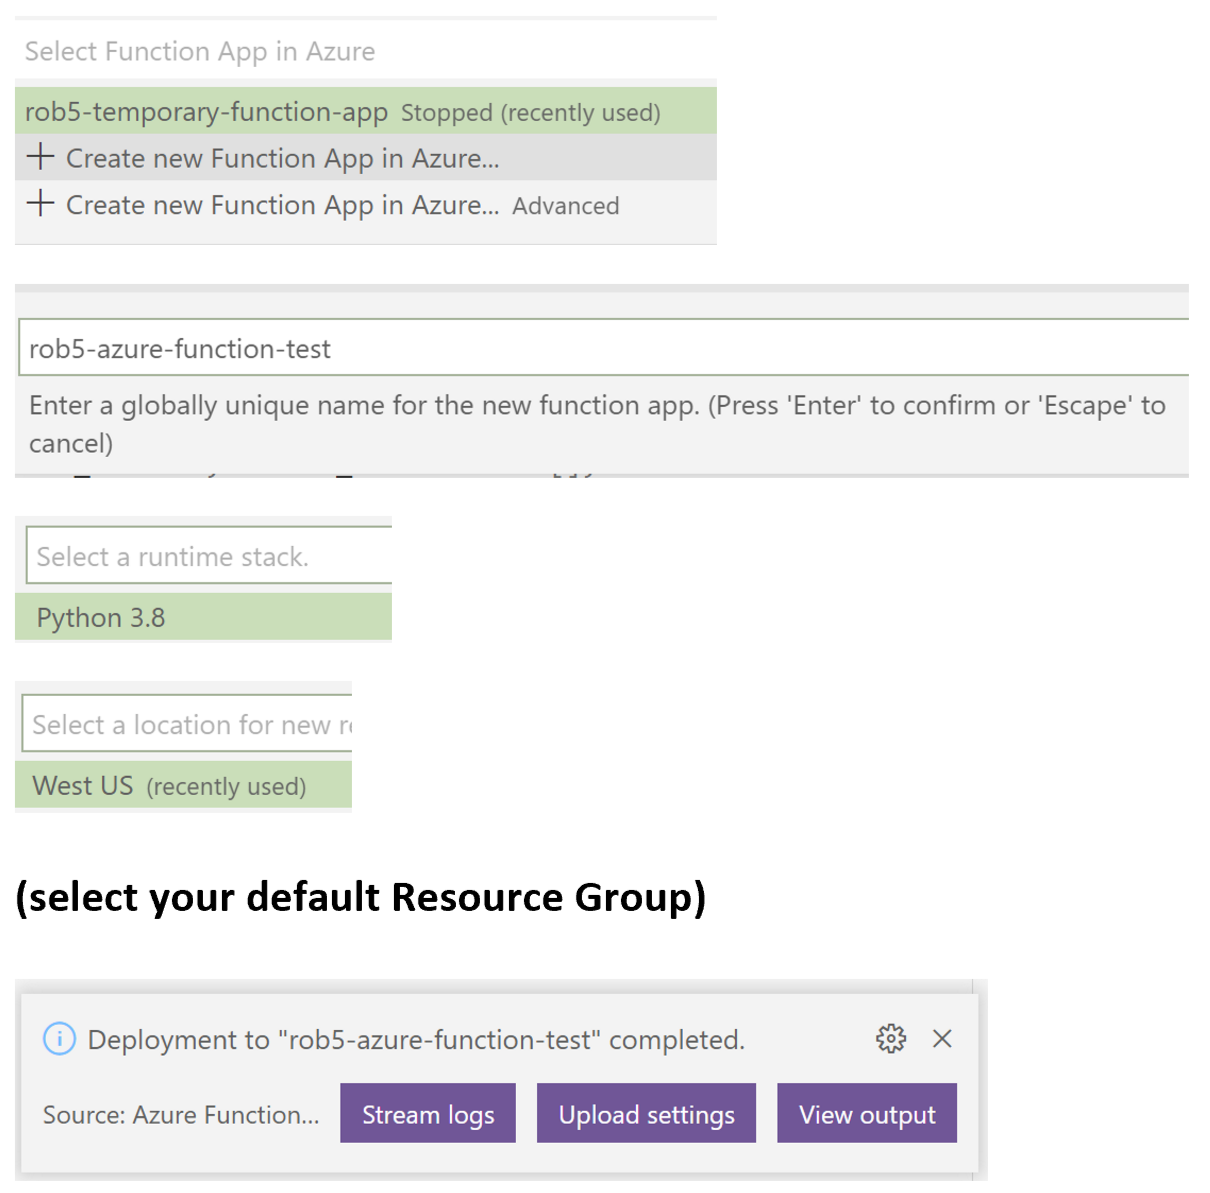 Select Function App in Azure
rob5-temporary-function-app Stopped (recently used)
+ Create new Function App in Azure...
+ Create new Function App in Azure... Advanced
rob5-azure-function-test
Enter a globally unique name for the new function app. (Press 'Enter' to confirm or 'Escape' to
cancel)
Select a runtime stack.
Python 3.8
Select a location for new
West US (recently used)
(select your default Resource Group)
Deployment to "rob5-azure-function-test" completed.
Source: Azure Function... Stream logs Upload settings View output